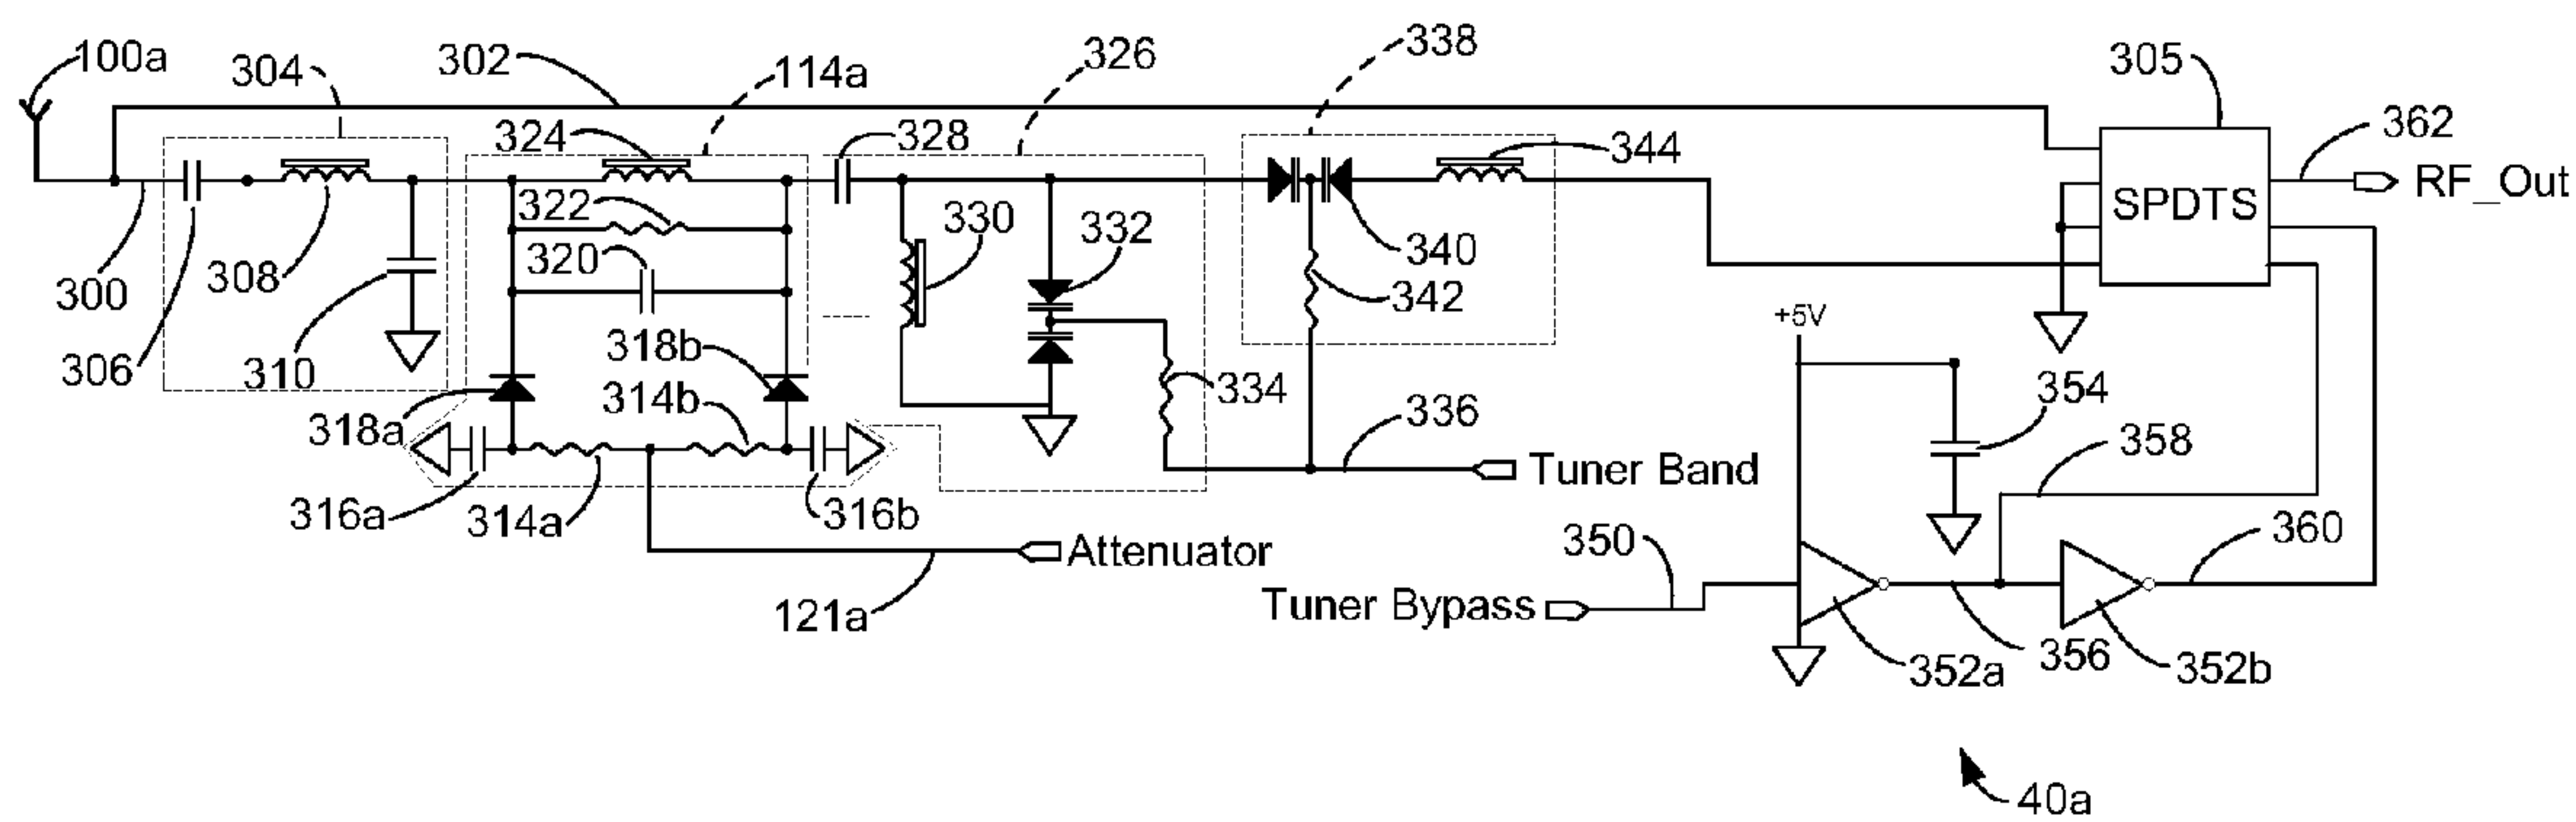 100a
304
302
114a
326
338
305
324
328
344
362
RF_Out
SPDTS
322
330
332
340
320
342
300
308
306
310
318b
+5V
314b
334
336
354
318a
358
Tuner Band
316a
314a
316b
350
360
Attenuator
121a
Tuner Bypass
352a
356
352b
40a